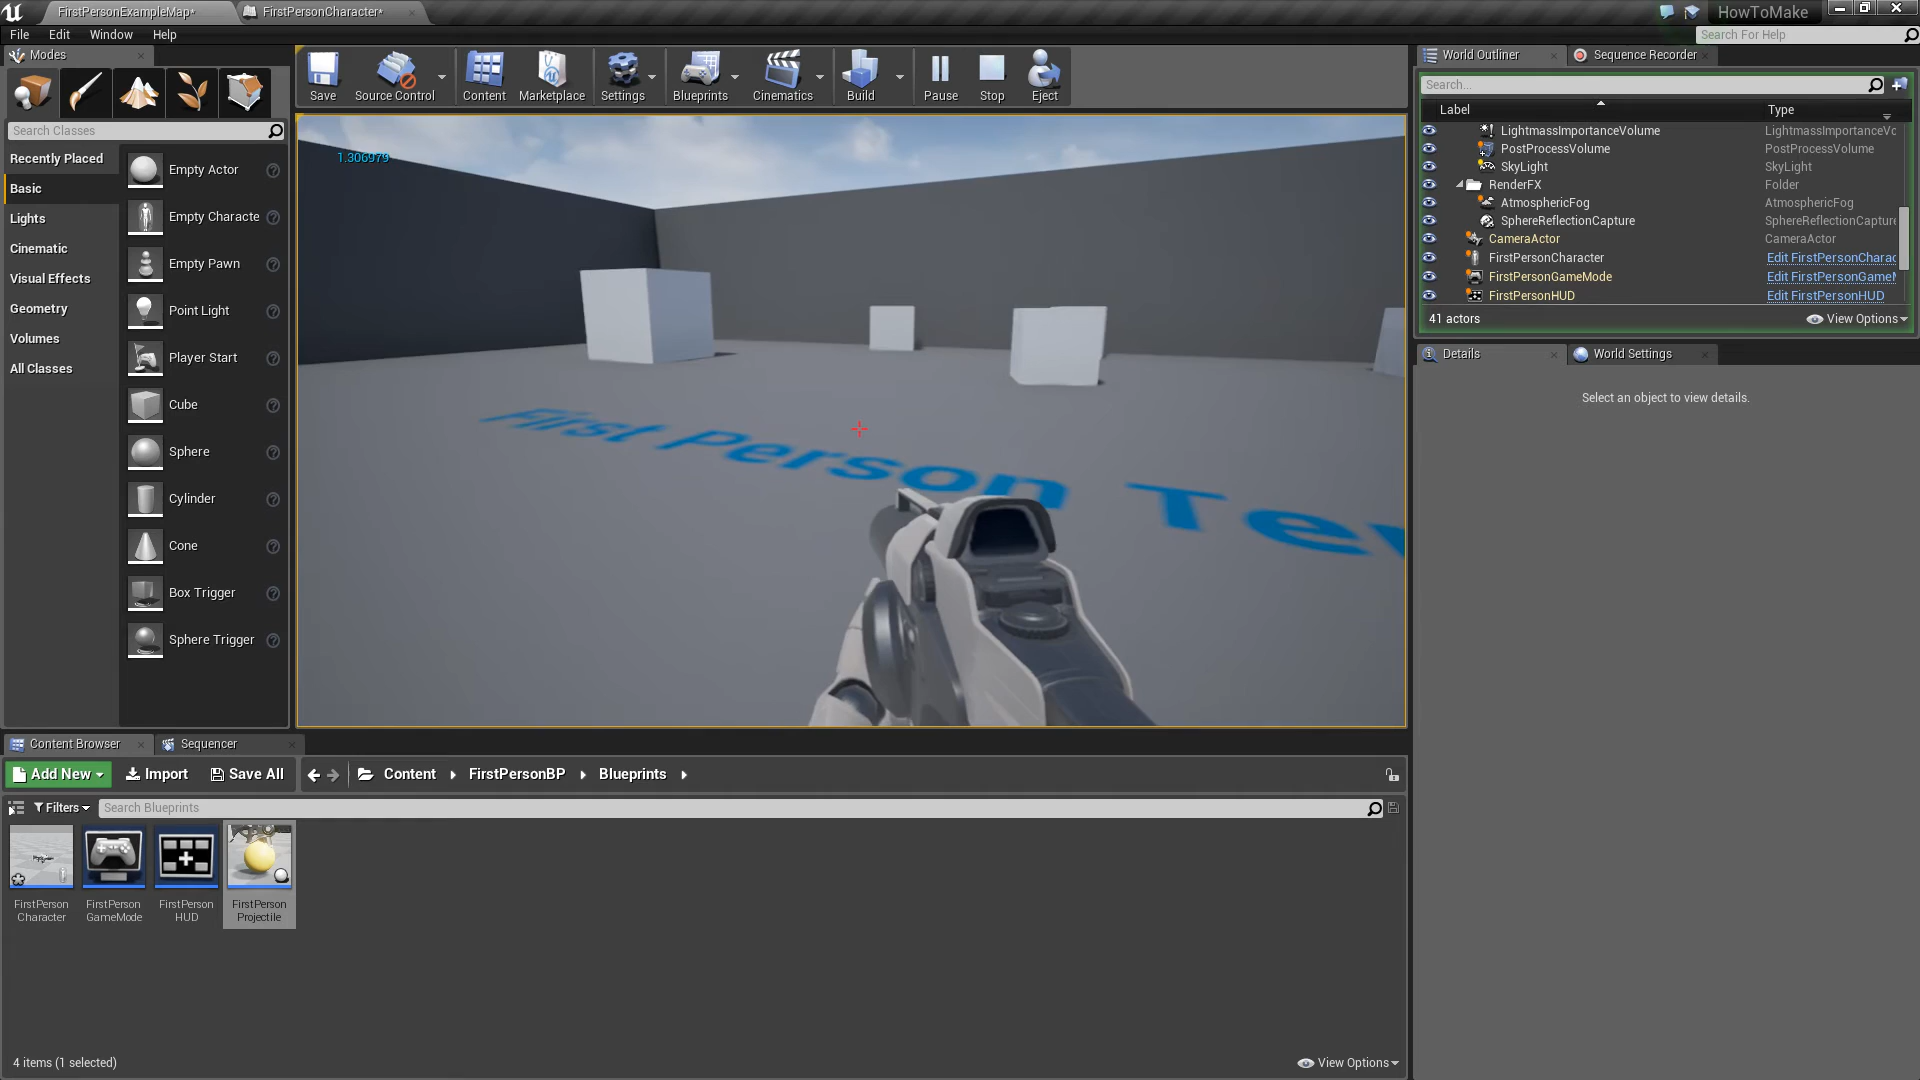 FirstPersonExampleMap*
FirstPersonCharacter*
HowToMake
File Edit Window Help
Search For Help
Modes
Save
Source Control
Content
Marketplace
Settings
Blueprints
Cinematics
Build
Pause
Stop
Eject
World Outliner
Sequence Recorder
Search Classes
Search...
Label Type
Recently Placed
Basic
Lights
Cinematic
Visual Effects
Geometry
Volumes
All Classes
Empty Actor
Empty Characte
Empty Pawn
Point Light
Player Start
Cube
Sphere
Cylinder
Cone
Box Trigger
Sphere Trigger
1.306979
First Person Te
LightmassImportanceVolume LightmassImportanceVc
PostProcessVolume PostProcessVolume
SkyLight SkyLight
RenderFX Folder
AtmosphericFog AtmosphericFog
SphereReflectionCapture SphereReflectionCapture
CameraActor CameraActor
FirstPersonCharacter Edit FirstPersonCharac
FirstPersonGameMode Edit FirstPersonGameM
FirstPersonHUD Edit FirstPersonHUD
41 actors View Options
Details
World Settings
Select an object to view details.
Content Browser
Sequencer
Add New
Import
Save All
Content
FirstPersonBP
Blueprints
Filters
Search Blueprints
FirstPerson
Character
FirstPerson
GameMode
FirstPerson
HUD
FirstPerson
Projectile
4 items (1 selected)
View Options